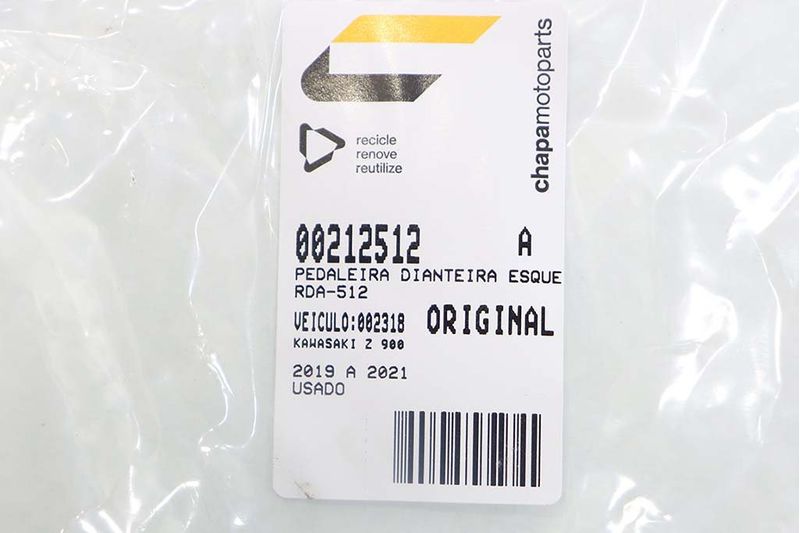 chapamotoparts
recicle
renove
reutilize
00212512 A
PEDALEIRA DIANTEIRA ESQUE
RDA-512
VEICULO:002318 ORIGINAL
KAWASAKI Z 900
2019 A 2021
USADO